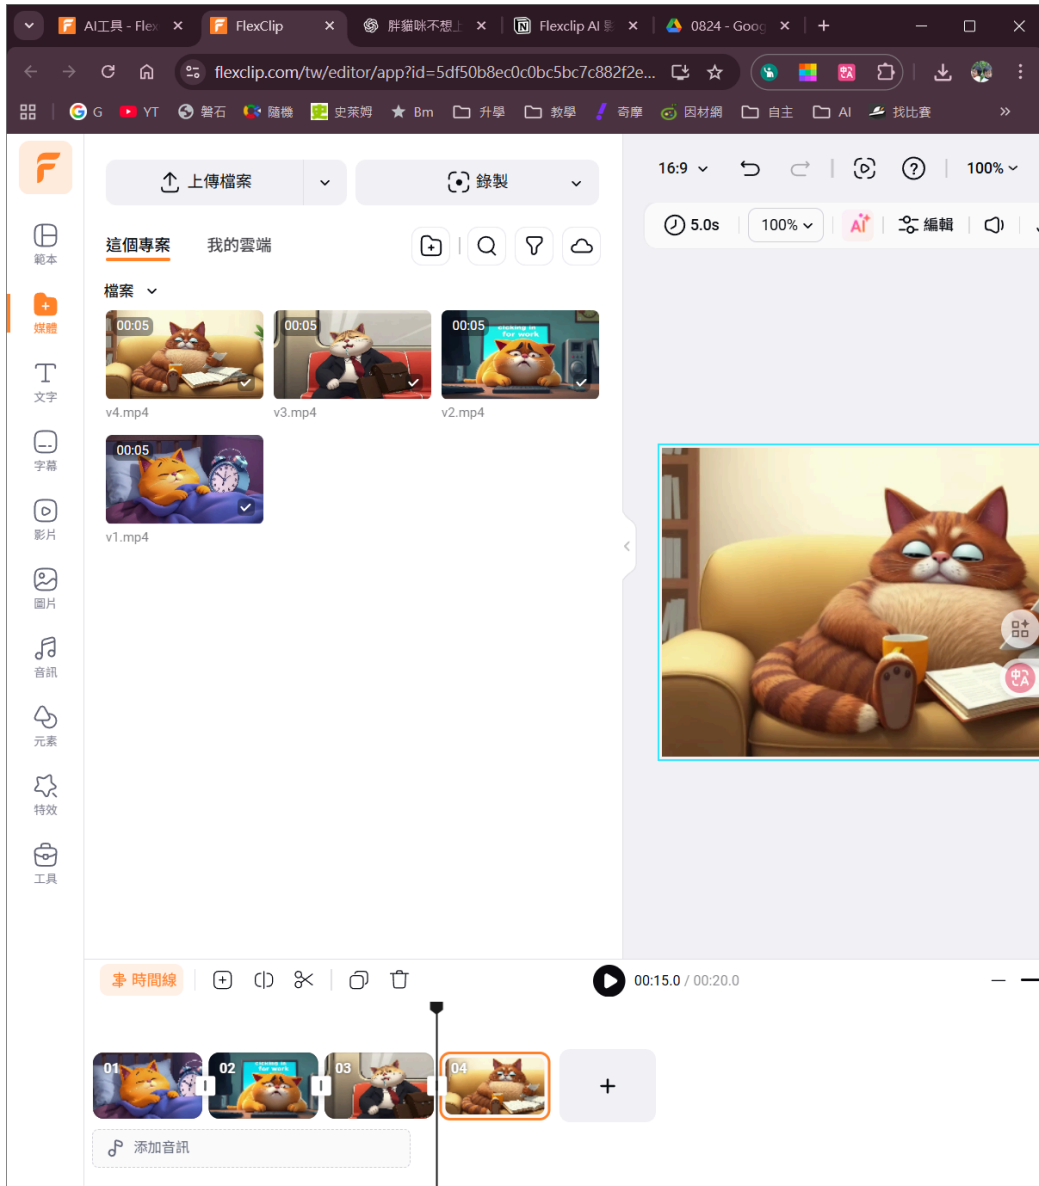 AI工具 - Flex
FlexClip
胖貓咪不想上
Flexclip AI 影
0824 - Goog
flexclip.com/tw/editor/app?id=5df50b8ec0c0bc5bc7c882f2e...
G
YT
磐石
隨機
史萊姆
Bm
升學
教學
奇摩
因材網
自主
AI
找比賽
上傳檔案
錄製
16:9
100%
5.0s
100%
AI
編輯
範本
媒體
文字
字幕
影片
圖片
音訊
元素
特效
工具
這個專案
我的雲端
檔案
00:05
00:05
00:05
for work
v4.mp4
v3.mp4
v2.mp4
00:05
v1.mp4
時間線
00:15.0 / 00:20.0
01
02
for work
03
04
添加音訊